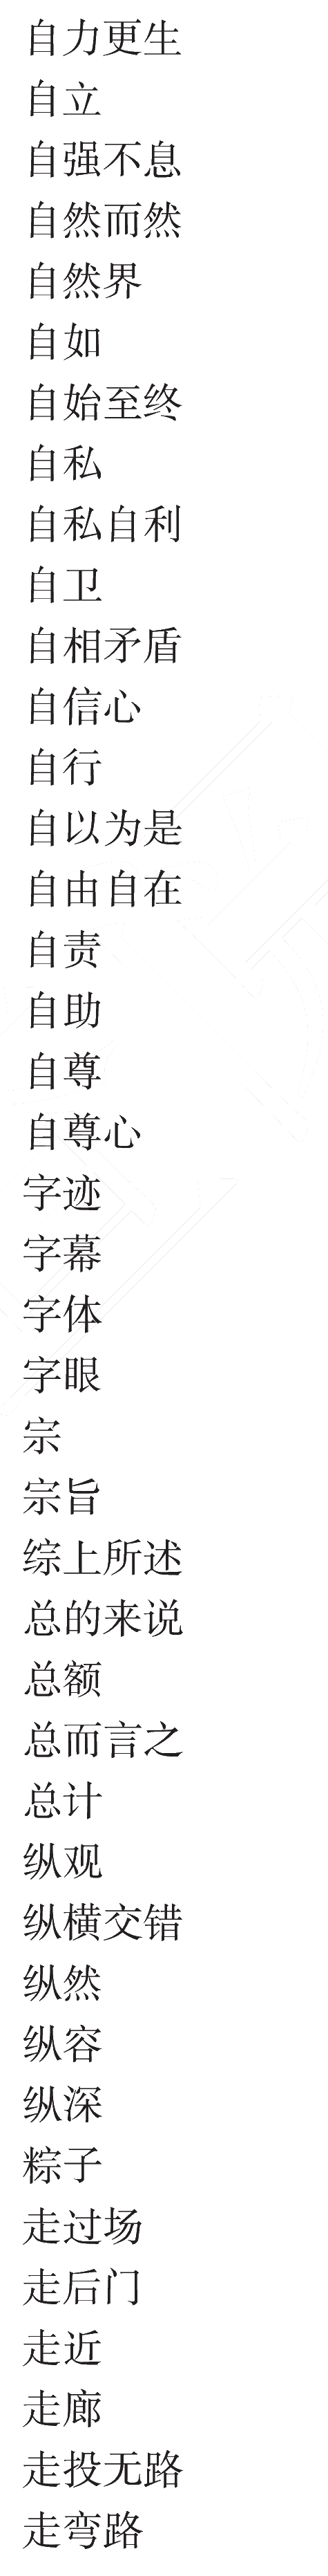 自力更生
自立
自强不息
自然而然
自然界
自如
自始至终
自私
自私自利
自卫
自相矛盾
自信心
自行
自以为是
自由自在
自责
自助
自尊
自尊心
字迹
字幕
字体
字眼
宗
宗旨
综上所述
总的来说
总额
总而言之
总计
纵观
纵横交错
纵然
纵容
纵深
粽子
走过场
走后门
走近
走廊
走投无路
走弯路